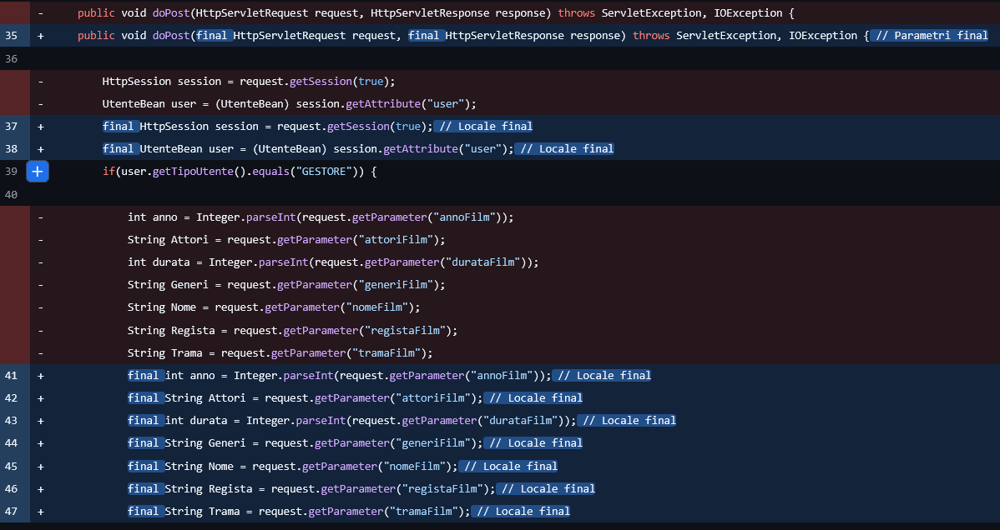 - public void doPost(HttpServletRequest request, HttpServletResponse response) throws ServletException, IOException {
35 + public void doPost(final HttpServletRequest request, final HttpServletResponse response) throws ServletException, IOException { // Parametri final
36
- HttpSession session = request.getSession(true);
- UtenteBean user = (UtenteBean) session.getAttribute("user");
37 + final HttpSession session = request.getSession(true); // Locale final
38 + final UtenteBean user = (UtenteBean) session.getAttribute("user"); // Locale final
39 + if(user.getTipoUtente().equals("GESTORE")) {
40
- int anno = Integer.parseInt(request.getParameter("annoFilm"));
- String Attori = request.getParameter("attoriFilm");
- int durata = Integer.parseInt(request.getParameter("durataFilm"));
- String Generi = request.getParameter("generiFilm");
- String Nome = request.getParameter("nomeFilm");
- String Regista = request.getParameter("registaFilm");
- String Trama = request.getParameter("tramaFilm");
41 + final int anno = Integer.parseInt(request.getParameter("annoFilm")); // Locale final
42 + final String Attori = request.getParameter("attoriFilm"); // Locale final
43 + final int durata = Integer.parseInt(request.getParameter("durataFilm")); // Locale final
44 + final String Generi = request.getParameter("generiFilm"); // Locale final
45 + final String Nome = request.getParameter("nomeFilm"); // Locale final
46 + final String Regista = request.getParameter("registaFilm"); // Locale final
47 + final String Trama = request.getParameter("tramaFilm"); // Locale final